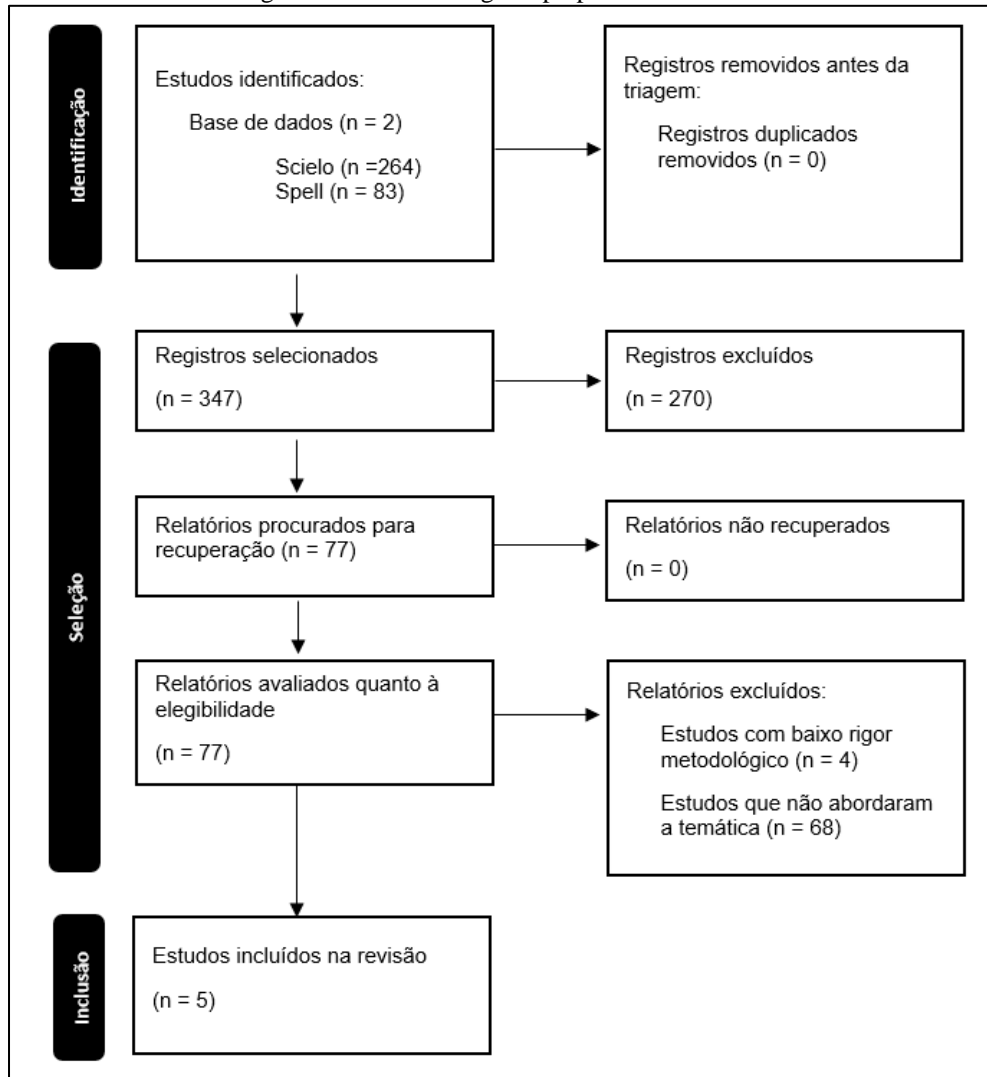 Identificação
Estudos identificados:
Base de dados (n = 2)
Scielo (n =264)
Spell (n = 83)
Registros removidos antes da
triagem:
Registros duplicados
removidos (n = 0)
Seleção
Registros selecionados
(n = 347)
Registros excluídos
(n = 270)
Relatórios procurados para
recuperação (n = 77)
Relatórios não recuperados
(n = 0)
Relatórios avaliados quanto à
elegibilidade
(n = 77)
Relatórios excluídos:
Estudos com baixo rigor
metodológico (n = 4)
Estudos que não abordaram
a temática (n = 68)
Inclusão
Estudos incluídos na revisão
(n = 5)